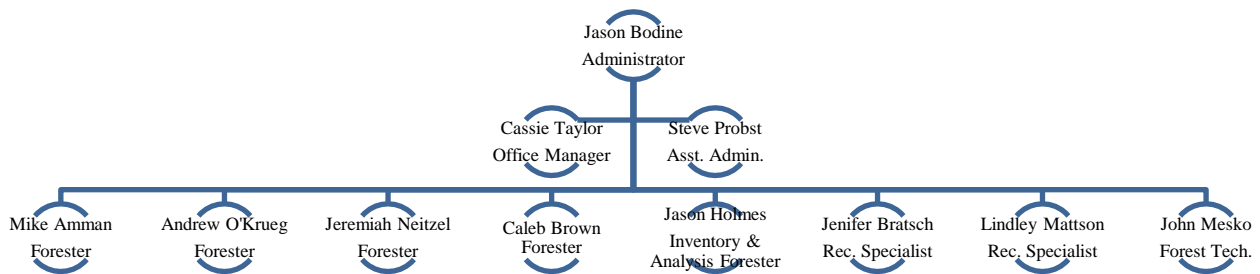 Jason Bodine
Administrator
Cassie Taylor
Office Manager
Steve Probst
Asst. Admin.
Mike Amman
Forester
Andrew O'Krueg
Forester
Jeremiah Neitzel
Forester
Caleb Brown
Forester
Jason Holmes
Inventory &
Analysis Forester
Jenifer Bratsch
Rec. Specialist
Lindley Mattson
Rec. Specialist
John Mesko
Forest Tech.